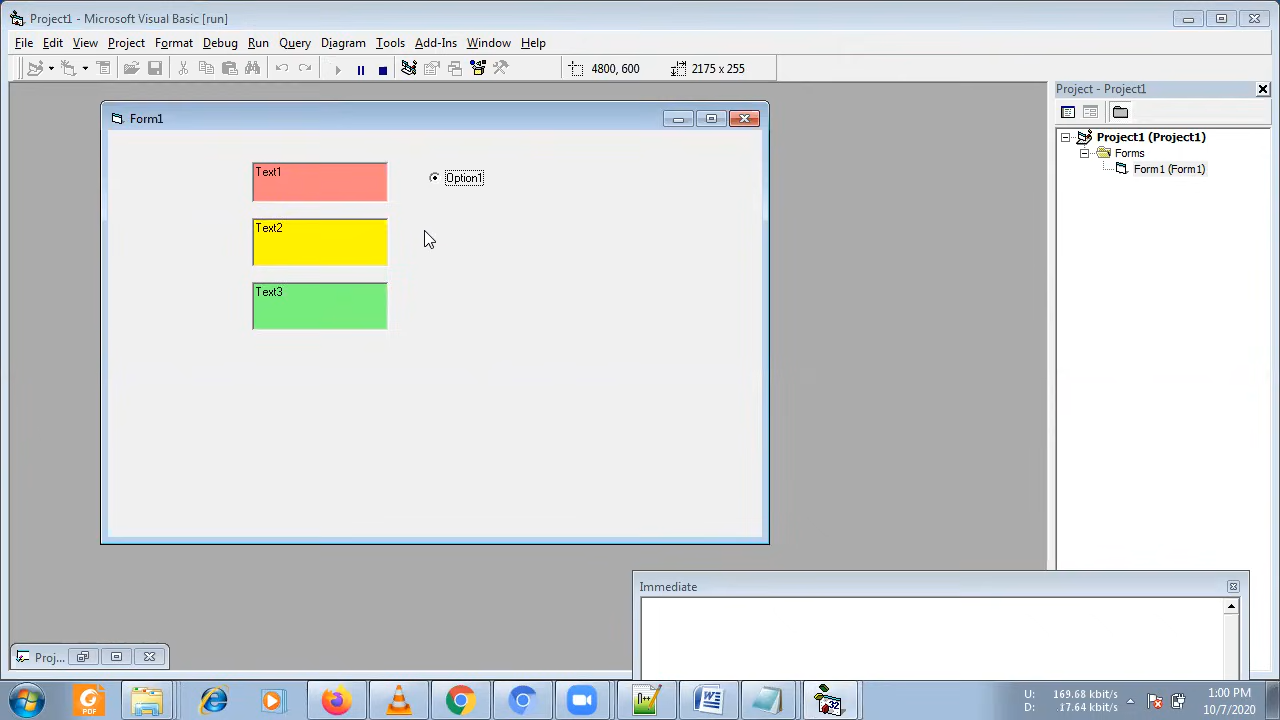 Project1 - Microsoft Visual Basic [run]
File Edit View Project Format Debug Run Query Diagram Tools Add-Ins Window Help
4800, 600 2175 x 255
Project - Project1
Form1
Project1 (Project1)
Forms
Form1 (Form1)
Text1
Option1
Text2
Text3
Immediate
Proj...
PDF
n++
W
32
U: 169.68 kbit/s
D: 17.64 kbit/s
1:00 PM
10/7/2020